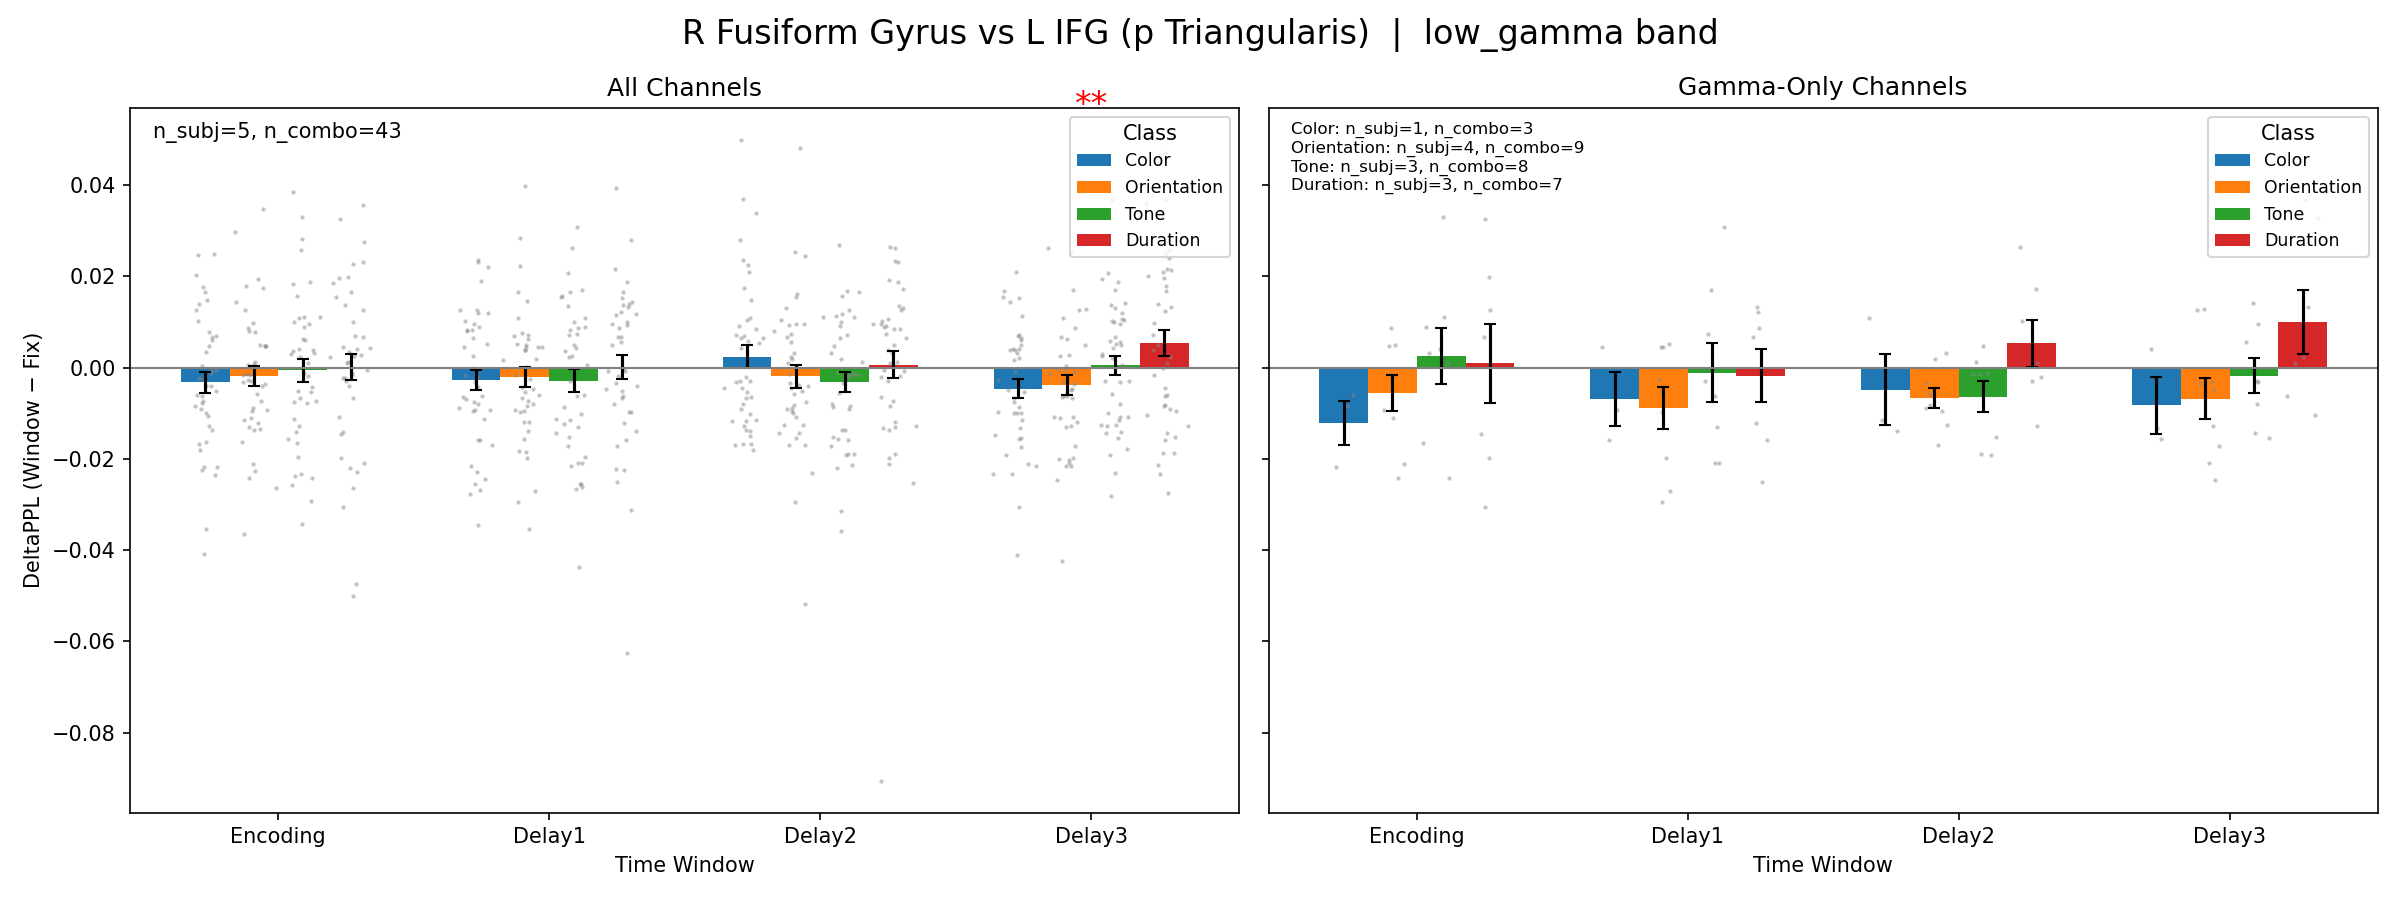 R Fusiform Gyrus vs L IFG (p Triangularis)  |  low_gamma band
All Channels
**
n_subj=5, n_combo=43
Class
Color
Orientation
Tone
Duration
0.04
0.02
0.00
−0.02
−0.04
−0.06
−0.08
DeltaPPL (Window − Fix)
Encoding
Delay1
Delay2
Delay3
Time Window
Gamma-Only Channels
Color: n_subj=1, n_combo=3
Orientation: n_subj=4, n_combo=9
Tone: n_subj=3, n_combo=8
Duration: n_subj=3, n_combo=7
Class
Color
Orientation
Tone
Duration
Encoding
Delay1
Delay2
Delay3
Time Window